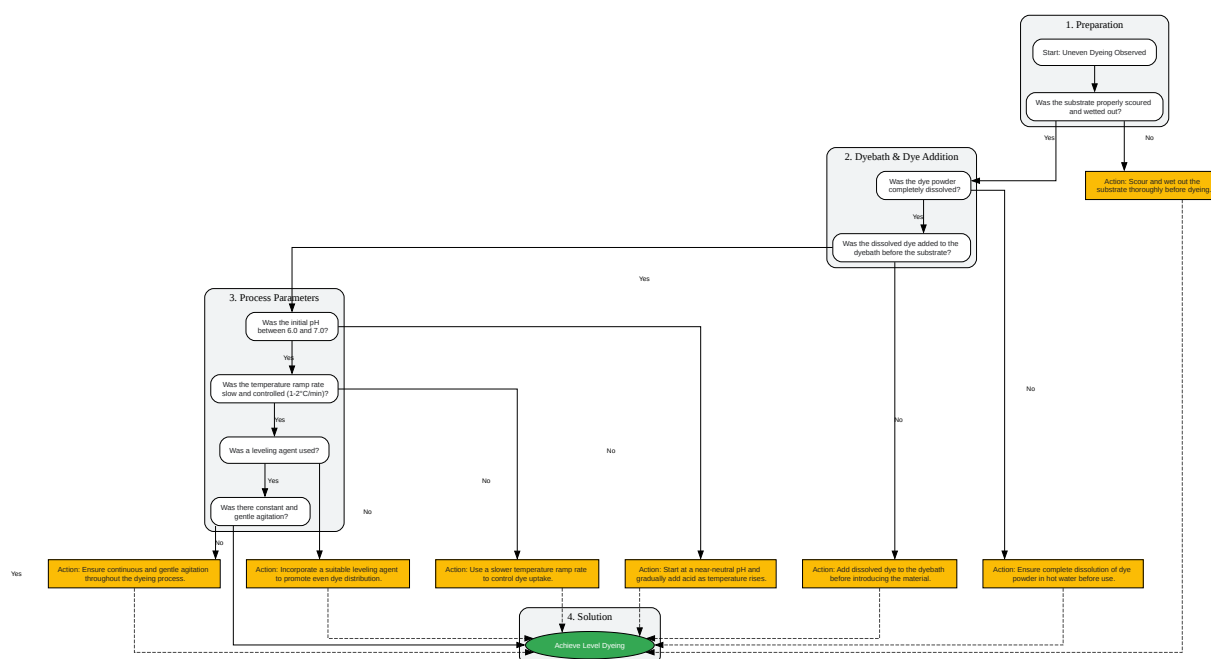 1. Preparation
Start: Uneven Dyeing Observed
Was the substrate properly scoured
and wetted out?
Yes
No
Action: Scour and wet out the
substrate thoroughly before dyeing.
2. Dyebath & Dye Addition
Was the dye powder
completely dissolved?
Yes
Was the dissolved dye added to the
dyebath before the substrate?
Yes
3. Process Parameters
Was the initial pH
between 6.0 and 7.0?
Yes
Was the temperature ramp rate
slow and controlled (1-2°C/min)?
No
Yes
No
Was a leveling agent used?
No
Yes
No
Was there constant and
gentle agitation?
No
No
Yes
Action: Ensure continuous and gentle agitation
throughout the dyeing process.
Action: Incorporate a suitable leveling agent
to promote even dye distribution.
Action: Use a slower temperature ramp rate
to control dye uptake.
Action: Start at a near-neutral pH and
gradually add acid as temperature rises.
Action: Add dissolved dye to the dyebath
before introducing the material.
Action: Ensure complete dissolution of dye
powder in hot water before use.
4. Solution
Achieve Level Dyeing